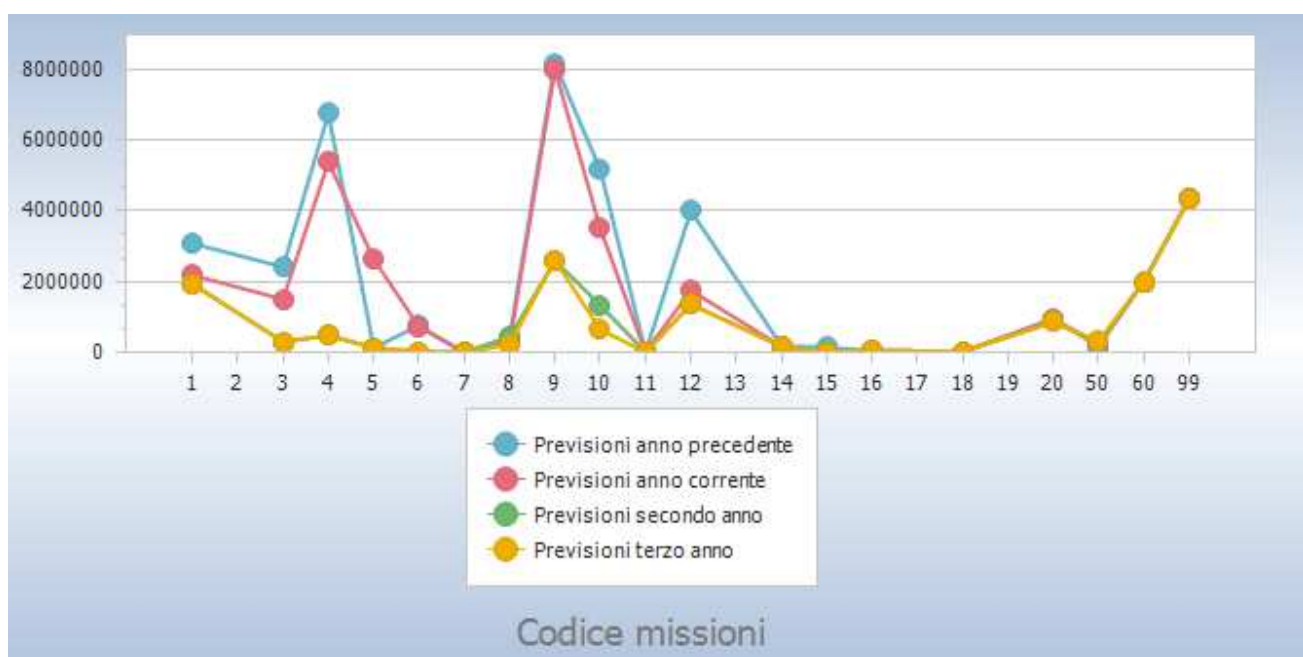 8000000
6000000
4000000
2000000
0
1 2 3 4 5 6 7 8 9 10 11 12 13 14 15 16 17 18 19 20 50 60 99
Previsioni anno precedente
Previsioni anno corrente
Previsioni secondo anno
Previsioni terzo anno
Codice missioni